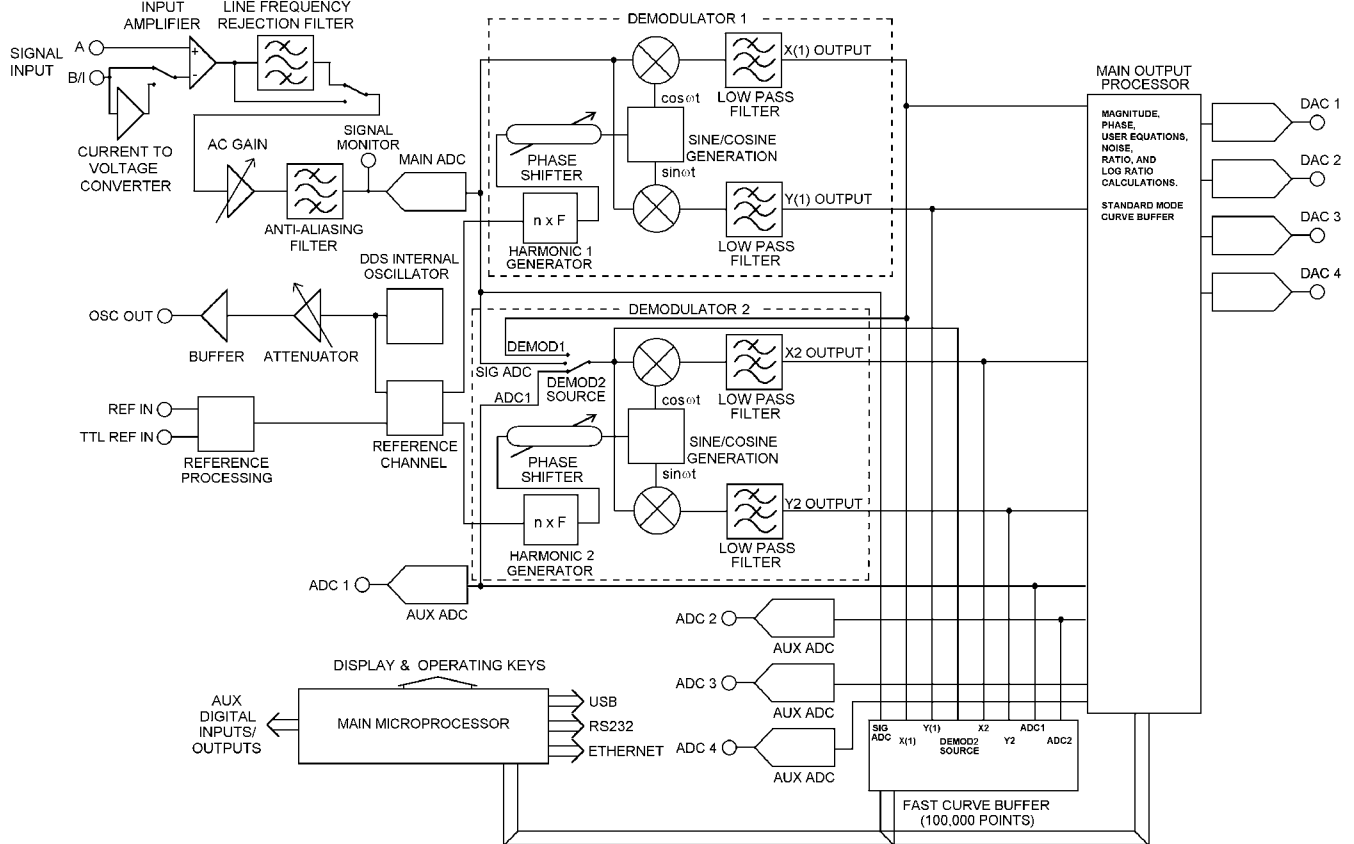 INPUT
AMPLIFIER
LINE FREQUENCY
REJECTION FILTER
SIGNAL
INPUT
A
B/I
+
-
CURRENT TO
VOLTAGE
CONVERTER
AC GAIN
SIGNAL
MONITOR
MAIN ADC
ANTI-ALIASING
FILTER
DEMODULATOR 1
X(1) OUTPUT
LOW PASS
FILTER
cosωt
PHASE
SHIFTER
SINE/COSINE
GENERATION
sinωt
Y(1) OUTPUT
n x F
HARMONIC 1
GENERATOR
LOW PASS
FILTER
MAIN OUTPUT
PROCESSOR
MAGNITUDE,
PHASE,
USER EQUATIONS,
NOISE,
RATIO, AND
LOG RATIO
CALCULATIONS.
STANDARD MODE
CURVE BUFFER
DAC 1
DAC 2
DAC 3
DAC 4
DDS INTERNAL
OSCILLATOR
OSC OUT
BUFFER
ATTENUATOR
REF IN
TTL REF IN
REFERENCE
PROCESSING
REFERENCE
CHANNEL
DEMODULATOR 2
DEMOD1
SIG ADC
ADC1
DEMOD2
SOURCE
X2 OUTPUT
LOW PASS
FILTER
cosωt
PHASE
SHIFTER
SINE/COSINE
GENERATION
sinωt
Y2 OUTPUT
n x F
HARMONIC 2
GENERATOR
LOW PASS
FILTER
ADC 1
AUX ADC
ADC 2
AUX ADC
ADC 3
AUX ADC
ADC 4
AUX ADC
DISPLAY & OPERATING KEYS
AUX
DIGITAL
INPUTS/
OUTPUTS
MAIN MICROPROCESSOR
USB
RS232
ETHERNET
SIG
ADC
X(1)
Y(1)
DEMOD2
SOURCE
X2
Y2
ADC1
ADC2
FAST CURVE BUFFER
(100,000 POINTS)